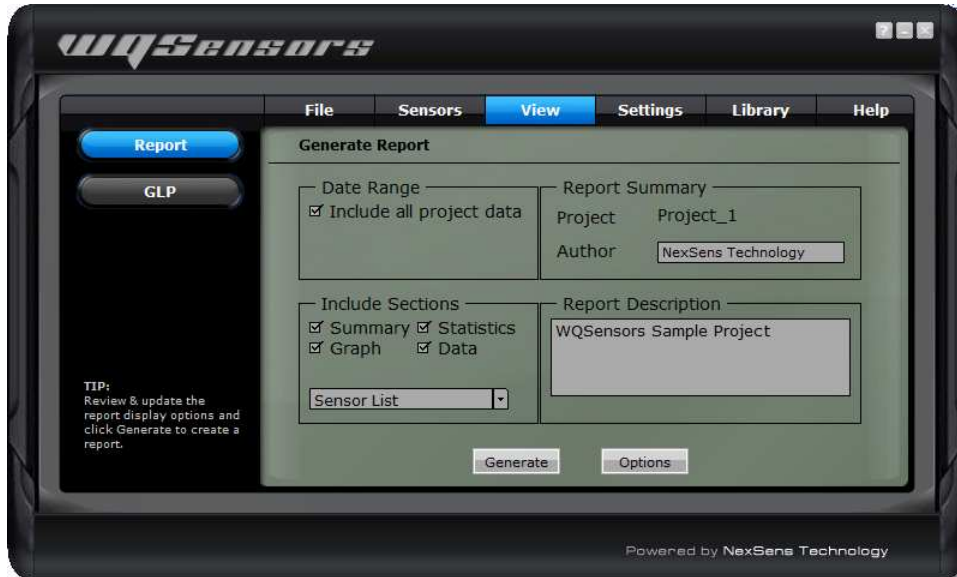 WQSensors
? _ X
File Sensors View Settings Library Help
Report
GLP
TIP:
Review & update the
report display options and
click Generate to create a
report.
Generate Report
Date Range
Include all project data
Report Summary
Project Project_1
Author NexSens Technology
Include Sections
Summary Statistics
Graph Data
Sensor List
Report Description
WQSensors Sample Project
Generate Options
Powered by NexSens Technology